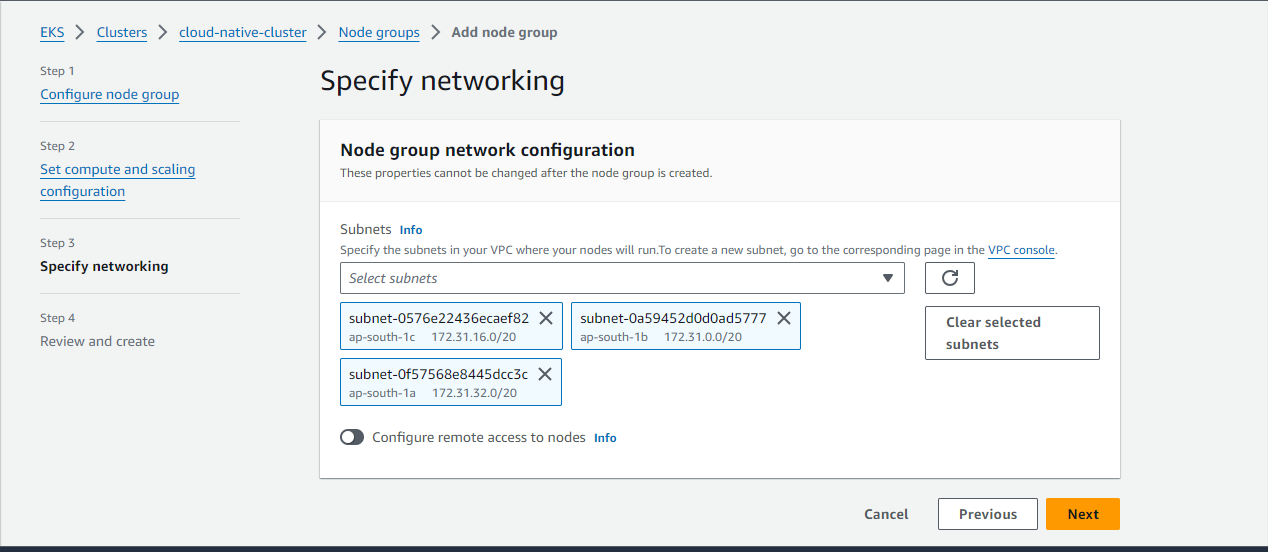 EKS > Clusters > cloud-native-cluster > Node groups > Add node group
Step 1
Configure node group
Step 2
Set compute and scaling
configuration
Step 3
Specify networking
Step 4
Review and create
Specify networking
Node group network configuration
These properties cannot be changed after the node group is created.
Subnets Info
Specify the subnets in your VPC where your nodes will run.To create a new subnet, go to the corresponding page in the VPC console.
Select subnets
subnet-0576e22436ecaef82
ap-south-1c 172.31.16.0/20
subnet-0a59452d0d0ad5777
ap-south-1b 172.31.0.0/20
subnet-0f57568e8445dcc3c
ap-south-1a 172.31.32.0/20
Clear selected
subnets
Configure remote access to nodes Info
Cancel
Previous
Next